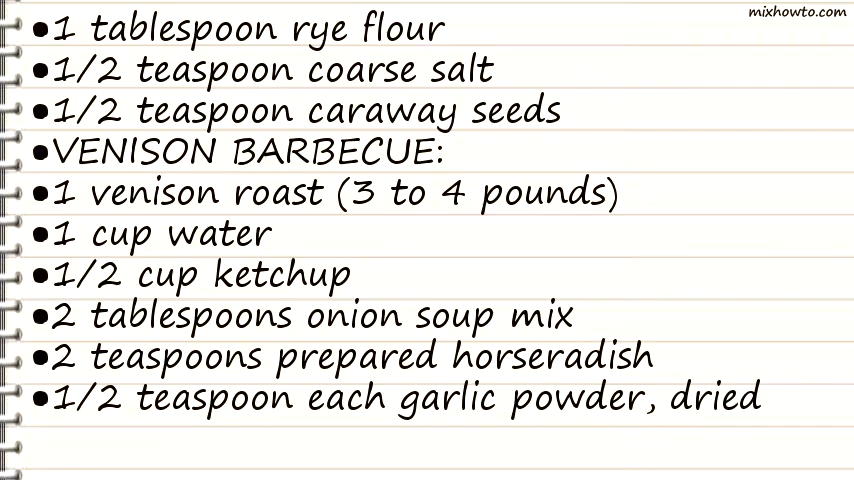 mixhowto.com
•1 tablespoon rye flour
•1/2 teaspoon coarse salt
•1/2 teaspoon caraway seeds
•VENISON BARBECUE:
•1 venison roast (3 to 4 pounds)
•1 cup water
•1/2 cup ketchup
•2 tablespoons onion soup mix
•2 teaspoons prepared horseradish
•1/2 teaspoon each garlic powder, dried